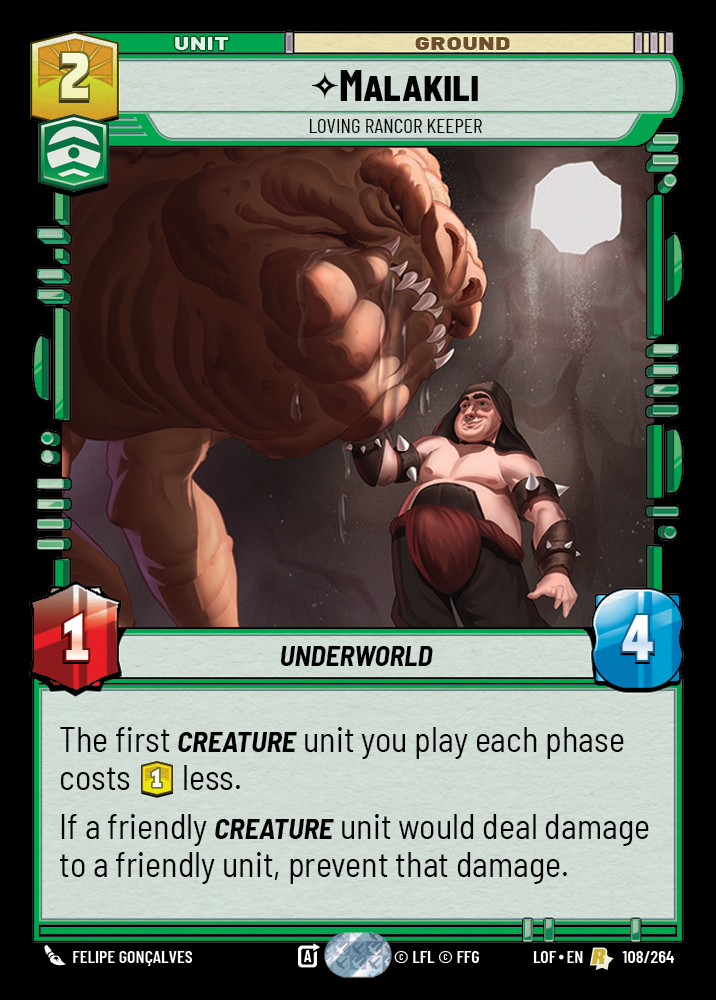 UNIT GROUND
2
MALAKILI
LOVING RANCOR KEEPER
1
UNDERWORLD
4
The first CREATURE unit you play each phase
costs 1 less.
If a friendly CREATURE unit would deal damage
to a friendly unit, prevent that damage.
FELIPE GONÇALVES A © LFL © FFG LOF • EN R 108/264